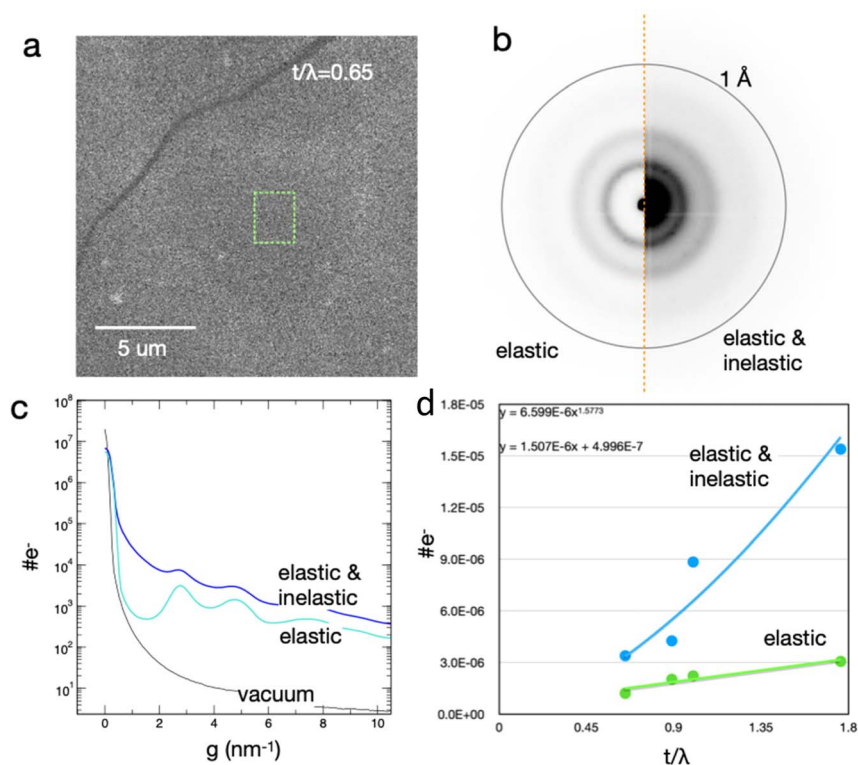 a
t/λ=0.65
5 um
b
1 Å
elastic
elastic &
inelastic
c
10⁸
10⁷
10⁶
10⁵
10⁴
10³
10²
10¹
#e⁻
elastic &
inelastic
elastic
vacuum
0
2
4
6
8
10
g (nm⁻¹)
d
1.8E-05
1.5E-05
1.2E-05
9.0E-06
6.0E-06
3.0E-06
0.0E+00
#e⁻
y = 6.599E-6x¹·⁵⁷⁷³
y = 1.507E-6x + 4.996E-7
elastic &
inelastic
elastic
0
0.45
0.9
1.35
1.8
t/λ